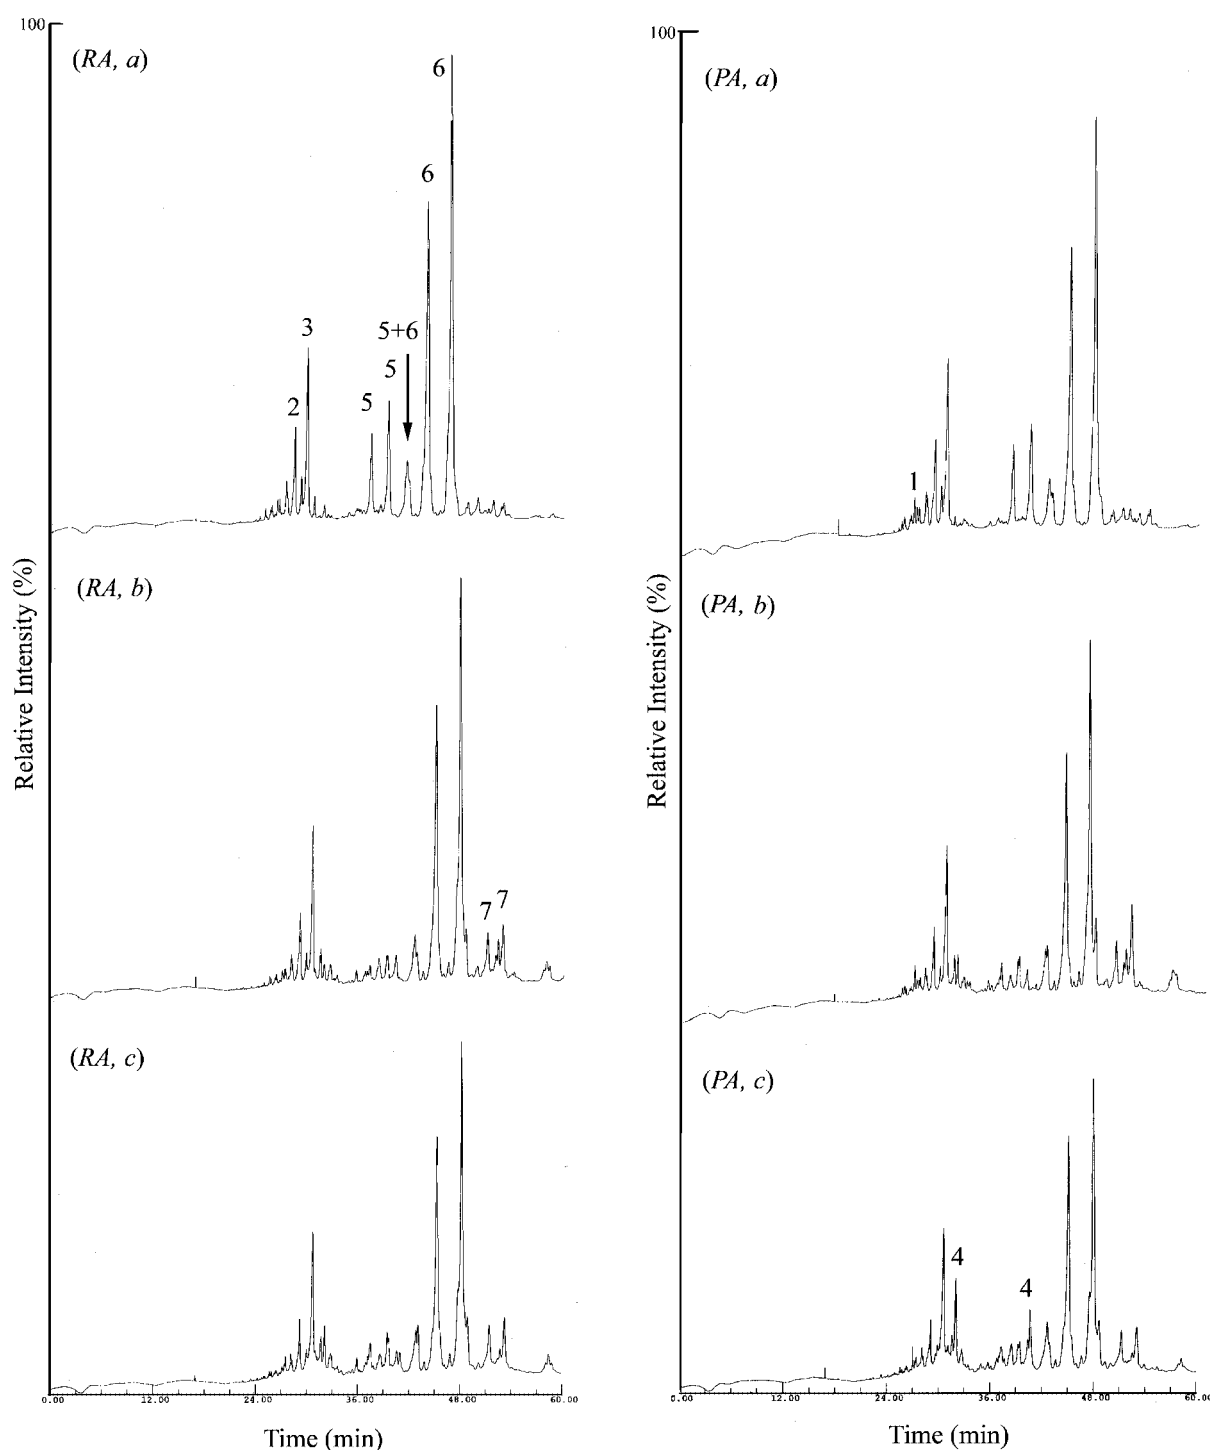 100
(RA, a)
6
6
3
5+6
5
2
5
(RA, b)
7
7
(RA, c)
Relative Intensity (%)
0.00 12.00 24.00 36.00 48.00 60.00
Time (min)
100
(PA, a)
1
(PA, b)
(PA, c)
4
4
Relative Intensity (%)
0.00 12.00 24.00 36.00 48.00 60.00
Time (min)